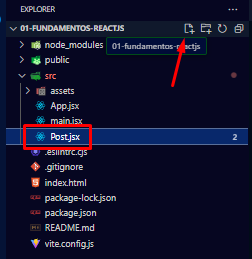 EXPLORER
01-FUNDAMENTOS-REACTJS
node_modules
01-fundamentos-reactjs
public
src
assets
App.jsx
main.jsx
Post.jsx 2
.eslintrc.cjs
.gitignore
index.html
package-lock.json
package.json
README.md
vite.config.js